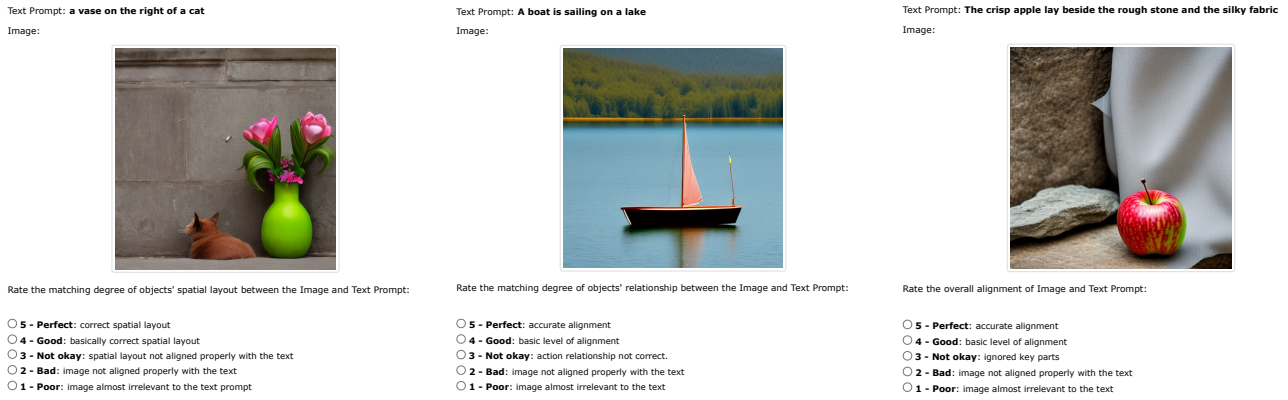 Text Prompt: a vase on the right of a cat
Image:
Rate the matching degree of objects' spatial layout between the Image and Text Prompt:
5 - Perfect: correct spatial layout
4 - Good: basically correct spatial layout
3 - Not okay: spatial layout not aligned properly with the text
2 - Bad: image not aligned properly with the text
1 - Poor: image almost irrelevant to the text prompt
Text Prompt: A boat is sailing on a lake
Image:
Rate the matching degree of objects' relationship between the Image and Text Prompt:
5 - Perfect: accurate alignment
4 - Good: basic level of alignment
3 - Not okay: action relationship not correct.
2 - Bad: image not aligned properly with the text
1 - Poor: image almost irrelevant to the text
Text Prompt: The crisp apple lay beside the rough stone and the silky fabric
Image:
Rate the overall alignment of Image and Text Prompt:
5 - Perfect: accurate alignment
4 - Good: basic level of alignment
3 - Not okay: ignored key parts
2 - Bad: image not aligned properly with the text
1 - Poor: image almost irrelevant to the text